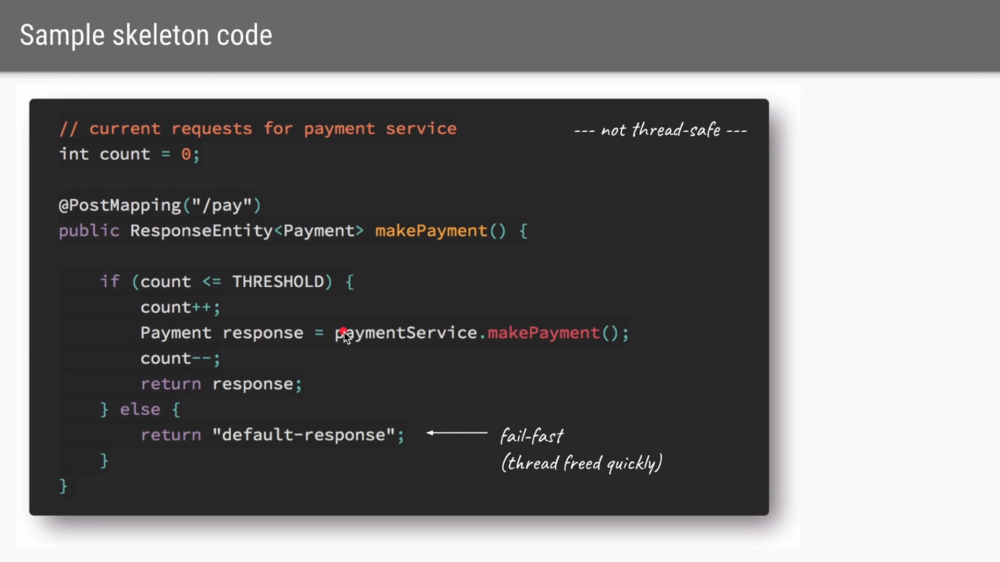 Sample skeleton code
// current requests for payment service
--- not thread-safe ---
int count = 0;
@PostMapping("/pay")
public ResponseEntity<Payment> makePayment() {
if (count <= THRESHOLD) {
count++;
Payment response = paymentService.makePayment();
count--;
return response;
} else {
return "default-response";
fail-fast
(thread freed quickly)
}
}